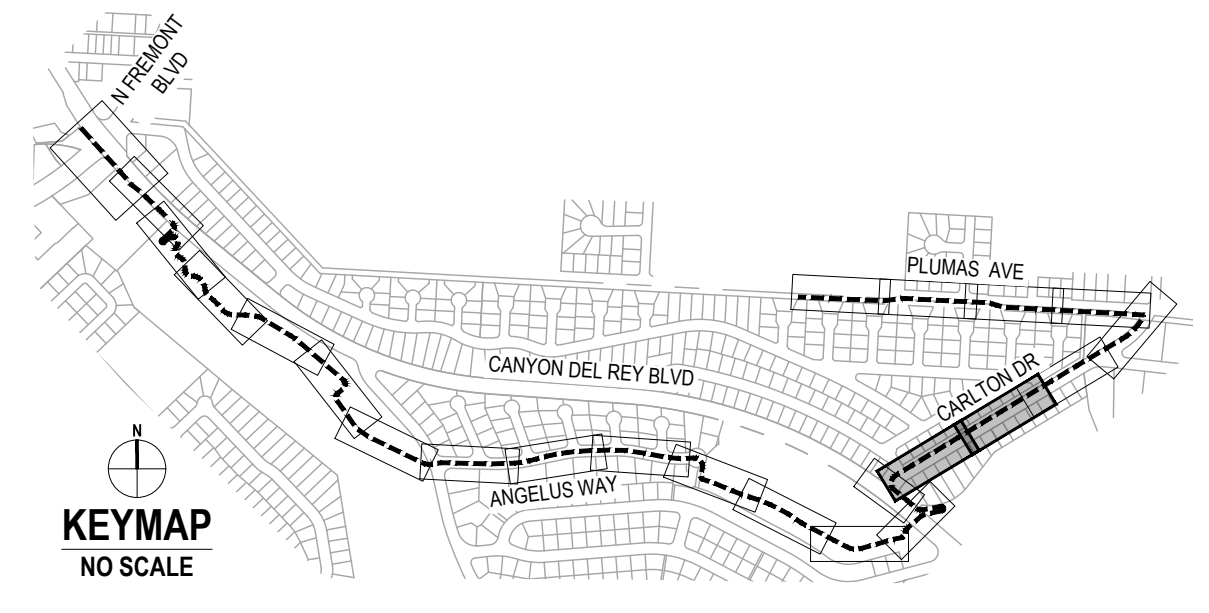 N FREMONT
BLVD
PLUMAS AVE
CANYON DEL REY BLVD
CARLTON DR
ANGELUS WAY
N
KEYMAP
NO SCALE